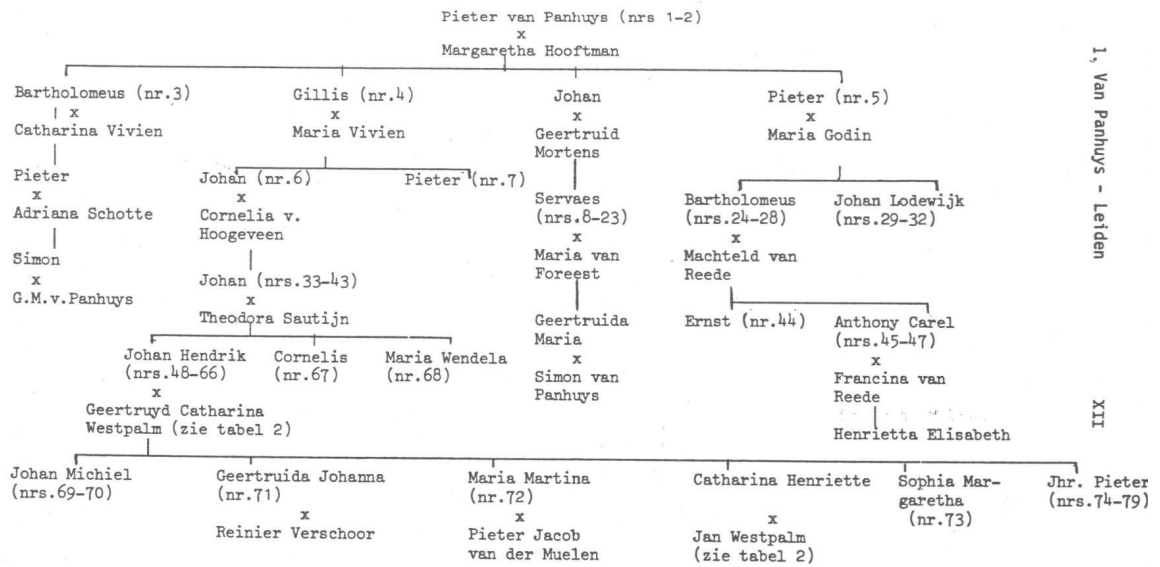 Pieter van Panhuys (nrs 1-2)
x
Margaretha Hooftman
Bartholomeus (nr.3)
x
Catharina Vivien
Pieter
x
Adriana Schotte
Simon
x
G.M.v.Panhuys
Gillis (nr.4)
x
Maria Vivien
Johan (nr.6)
x
Cornelia v.
Hoogeveen
Pieter (nr.7)
Johan (nrs.33-43)
x
Theodora Sautijn
Johan Hendrik
(nrs.48-66)
x
Geertruyd Catharina
Westpalm (zie tabel 2)
Cornelis
(nr.67)
Maria Wendela
(nr.68)
Johan
x
Geertruid
Mortens
Servaes
(nrs.8-23)
x
Maria van
Foreest
Geertruida
Maria
x
Simon van
Panhuys
Pieter (nr.5)
x
Maria Godin
Bartholomeus
(nrs.24-28)
x
Machteld van
Reede
Johan Lodewijk
(nrs.29-32)
Ernst (nr.44)
Anthony Carel
(nrs.45-47)
x
Francina van
Reede
Henrietta Elisabeth
Johan Michiel
(nrs.69-70)
Geertruida Johanna
(nr.71)
x
Reinier Verschoor
Maria Martina
(nr.72)
x
Pieter Jacob
van der Muelen
Catharina Henriette
x
Jan Westpalm
(zie tabel 2)
Sophia Mar-
garetha
(nr.73)
Jhr. Pieter
(nrs.74-79)
1, Van Panhuys - Leiden
XII